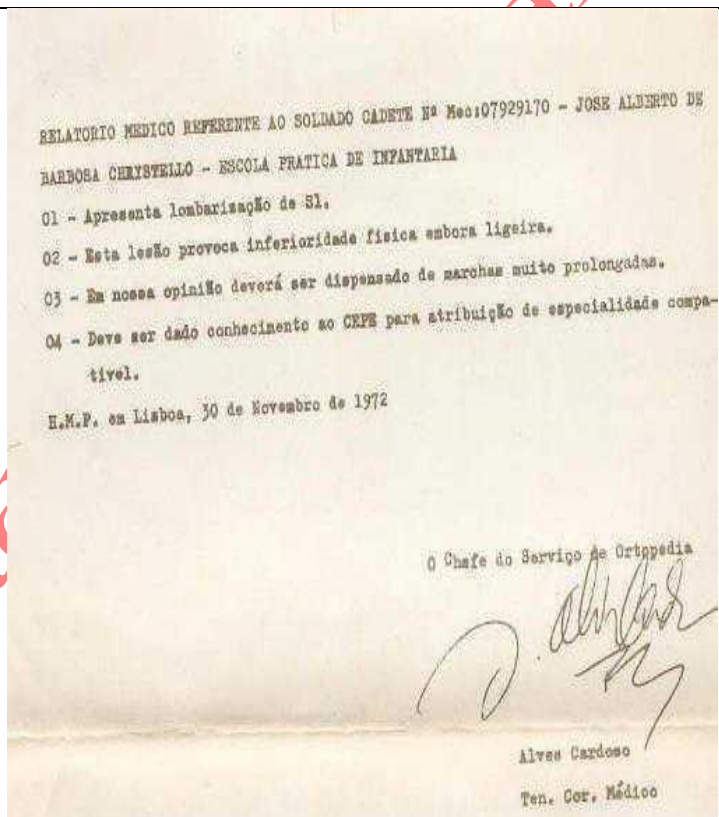 RELATORIO MEDICO REFERENTE AO SOLDADO CADETE Nº Mec:07929170 - JOSE ALBERTO DE
BARBOSA CHRYSTELLO - ESCOLA PRATICA DE INFANTARIA
01 - Apresenta lombarização de S1.
02 - Esta lesão provoca inferioridade fisica embora ligeira.
03 - Em nossa opinião deverá ser dispensado de marchas muito prolongadas.
04 - Deve ser dado conhecimento ao CEPE para atribuição de especialidade compa-
tivel.
H.M.P. em Lisboa, 30 de Novembro de 1972
O Chefe do Serviço de Ortopedia
Alves Cardoso
Ten. Cor. Médico